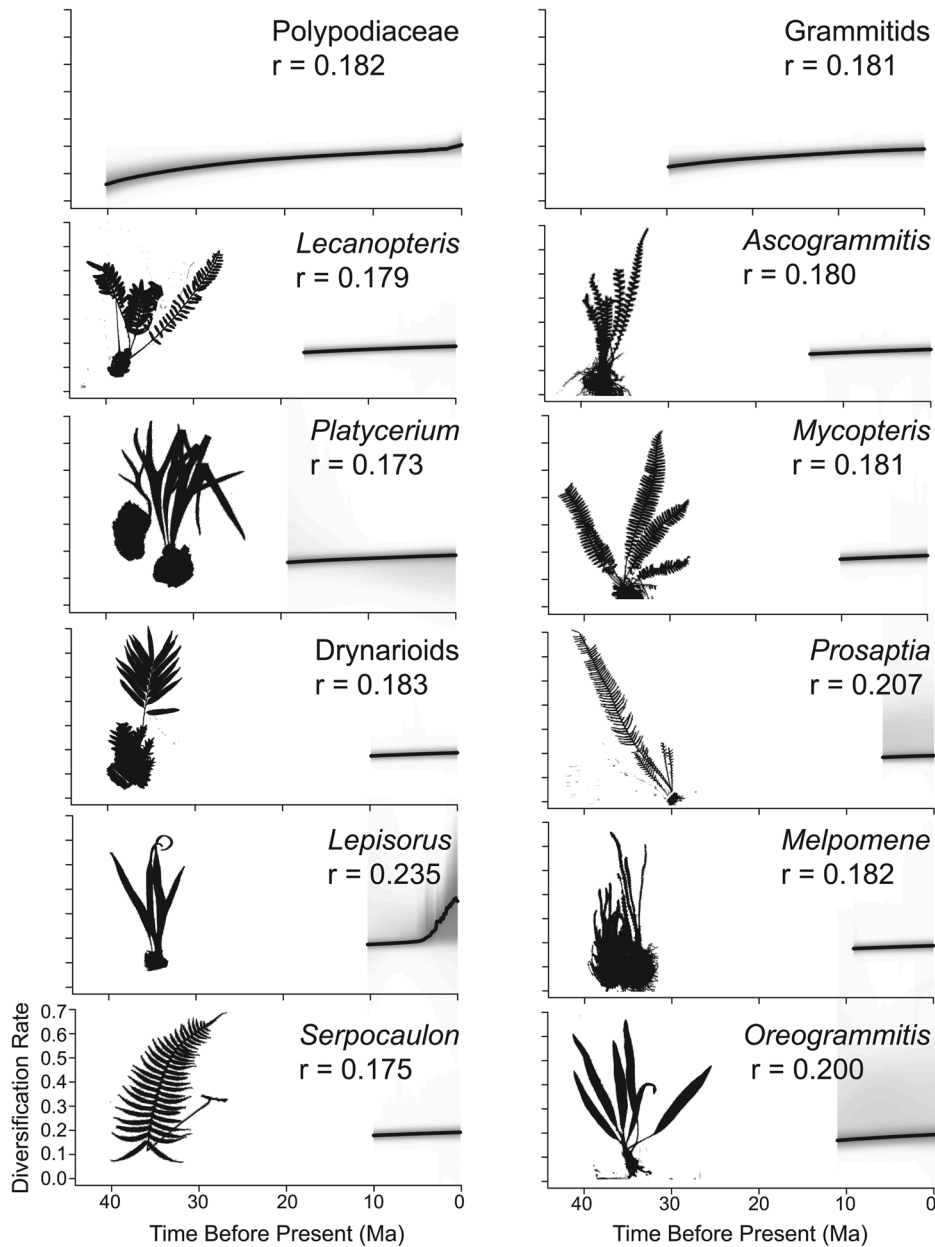 Polypodiaceae
r = 0.182
Grammitids
r = 0.181
Lecanopteris
r = 0.179
Ascogrammitis
r = 0.180
Platycerium
r = 0.173
Mycopteris
r = 0.181
Drynarioids
r = 0.183
Prosaptia
r = 0.207
Lepisorus
r = 0.235
Melpomene
r = 0.182
Serpocaulon
r = 0.175
Oreogrammitis
r = 0.200
Diversification Rate
0.7
0.6
0.5
0.4
0.3
0.2
0.1
0.0
40 30 20 10 0
Time Before Present (Ma)
40 30 20 10 0
Time Before Present (Ma)